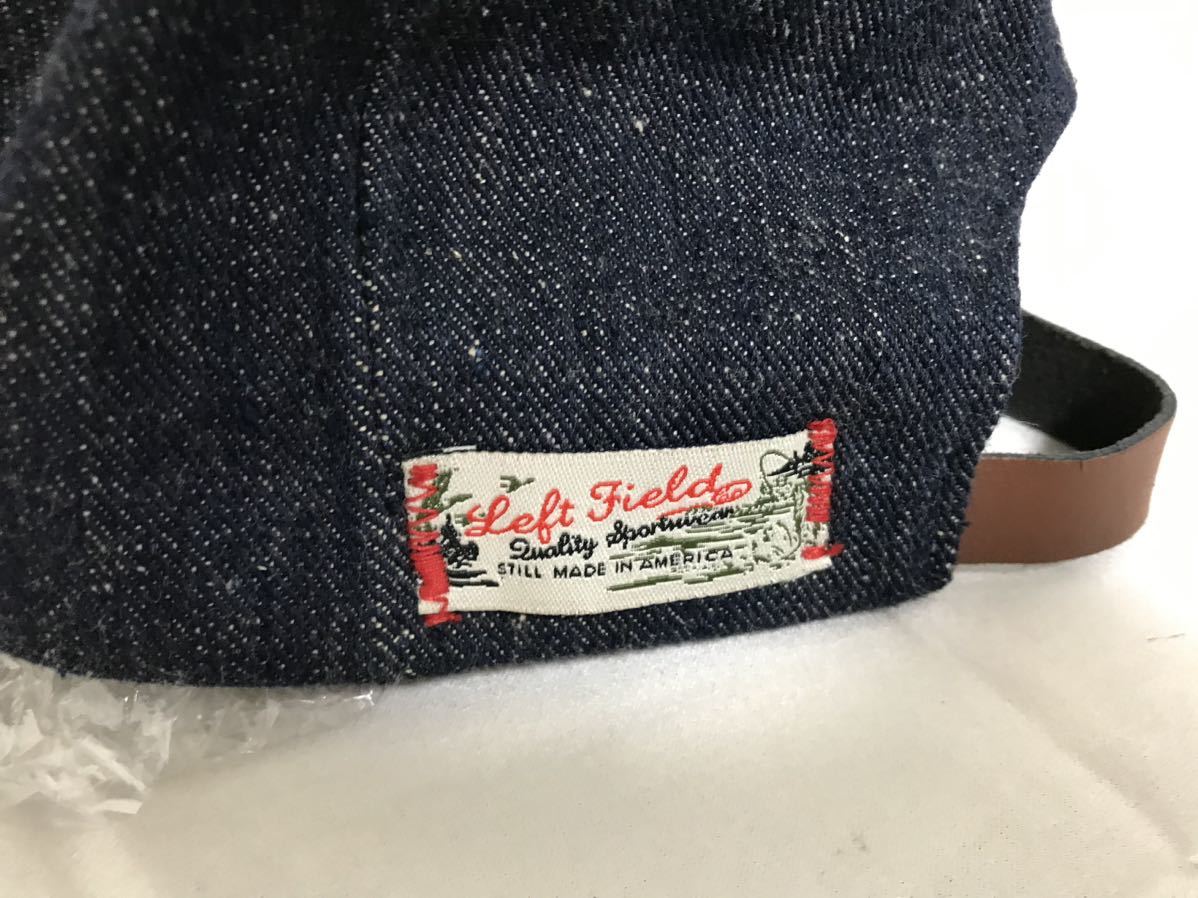 Left Field
Quality Sportswear
STILL MADE IN AMERICA